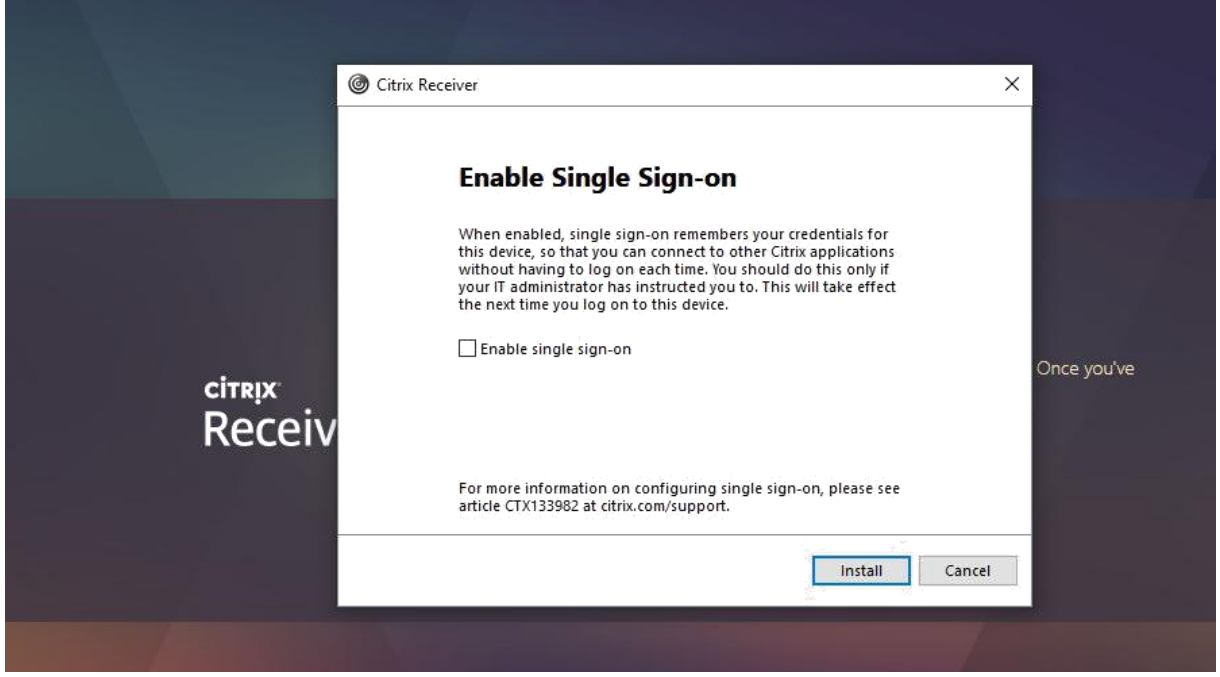 Citrix Receiver
Enable Single Sign-on
When enabled, single sign-on remembers your credentials for
this device, so that you can connect to other Citrix applications
without having to log on each time. You should do this only if
your IT administrator has instructed you to. This will take effect
the next time you log on to this device.
Enable single sign-on
Once you've
CİTRIX
Receiv
For more information on configuring single sign-on, please see
article CTX133982 at citrix.com/support.
Install
Cancel